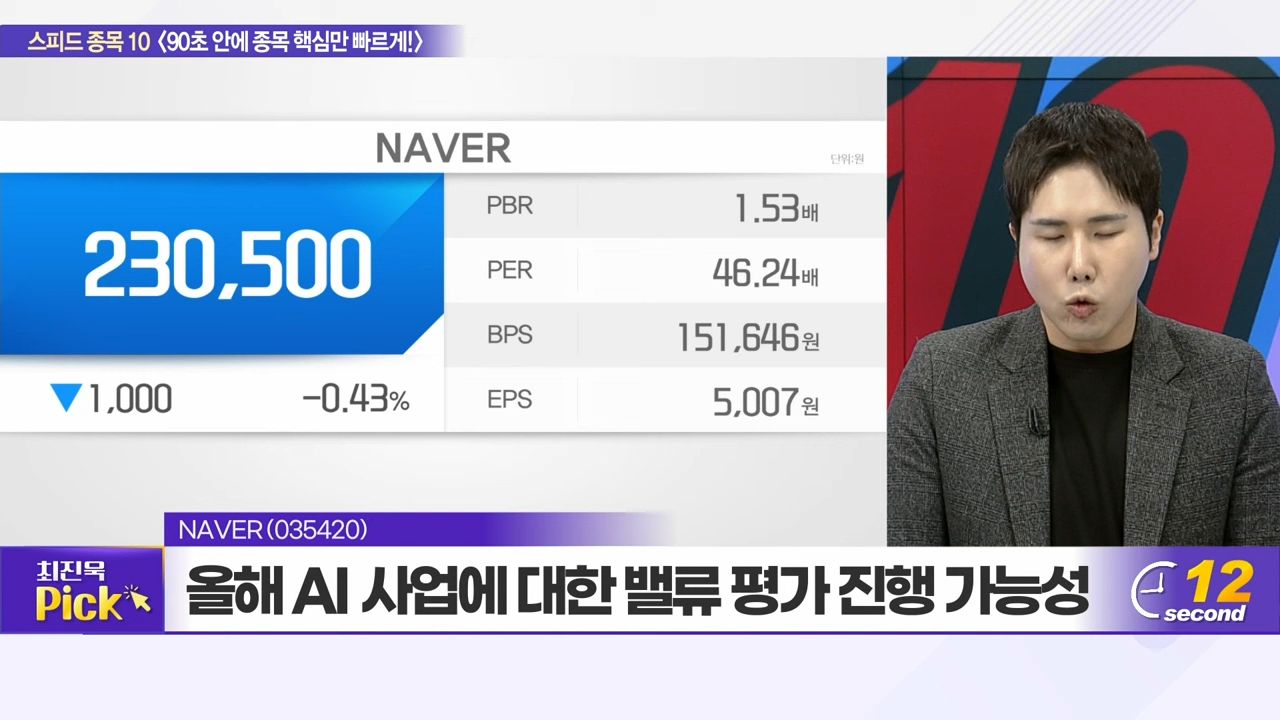 스피드 종목 10 〈90초 안에 종목 핵심만 빠르게!〉
NAVER
단위:원
230,500
▼1,000 -0.43%
PBR 1.53배
PER 46.24배
BPS 151,646원
EPS 5,007원
10
NAVER(035420)
최진욱
Pick
올해 AI 사업에 대한 밸류 평가 진행 가능성
12
second